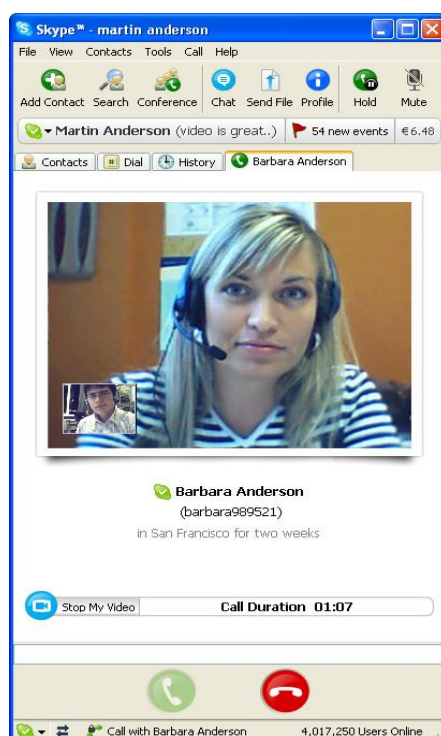 Skype™ - martin anderson
File View Contacts Tools Call Help
Add Contact Search Conference Chat Send File Profile Hold Mute
Martin Anderson (video is great..) 54 new events €6.48
Contacts Dial History Barbara Anderson
Barbara Anderson
(barbara989521)
in San Francisco for two weeks
Stop My Video Call Duration 01:07
Call with Barbara Anderson 4,017,250 Users Online